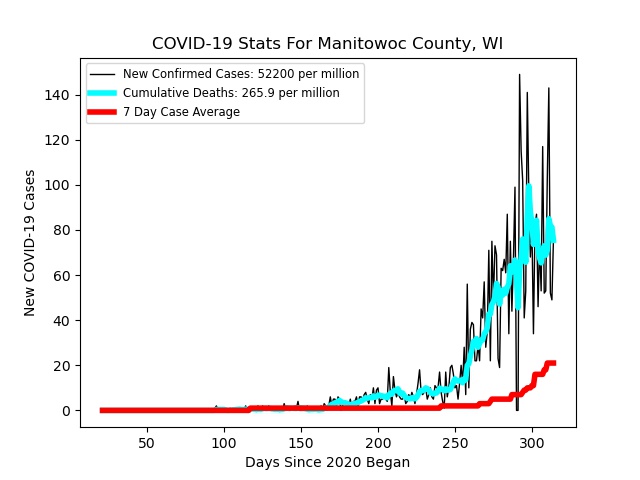 COVID-19 Stats For Manitowoc County, WI
New Confirmed Cases: 52200 per million
Cumulative Deaths: 265.9 per million
7 Day Case Average
New COVID-19 Cases
140
120
100
80
60
40
20
0
50 100 150 200 250 300
Days Since 2020 Began